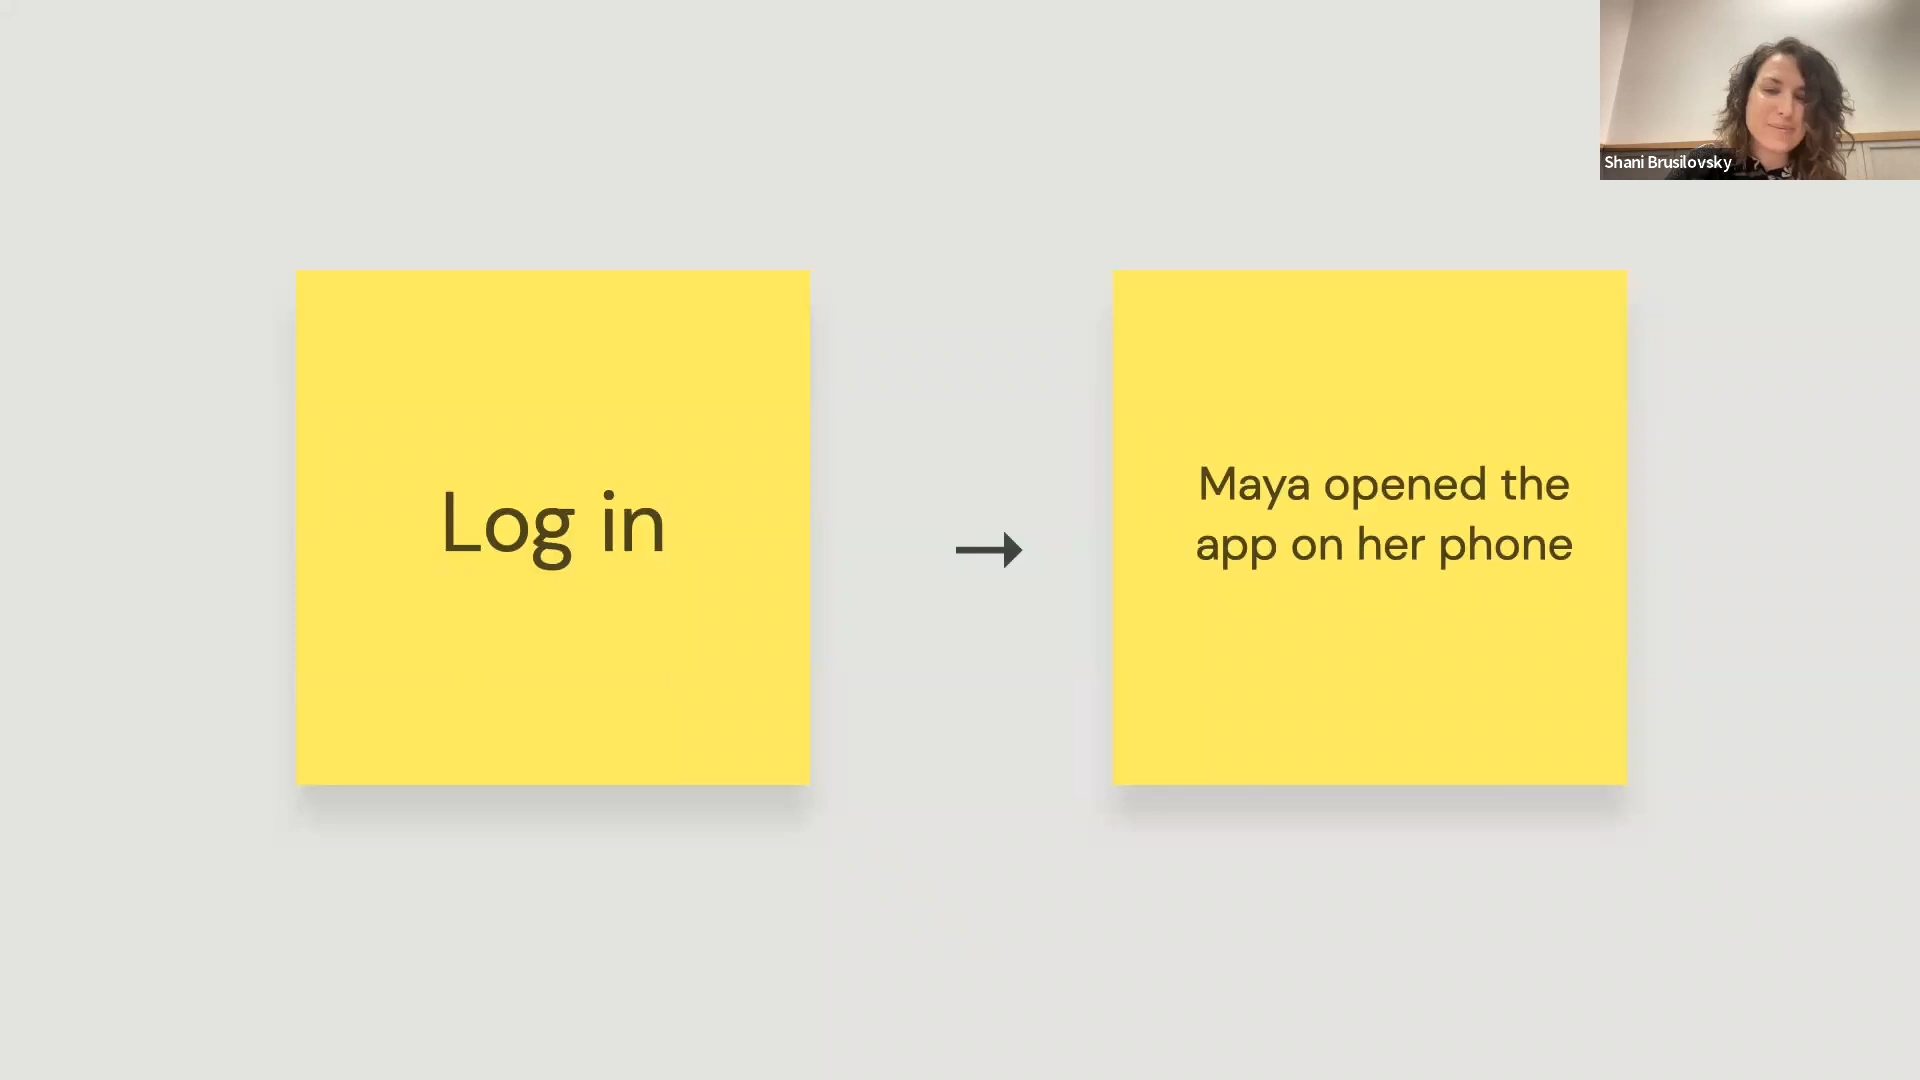 Shani Brusilovsky
Log in
Maya opened the
app on her phone